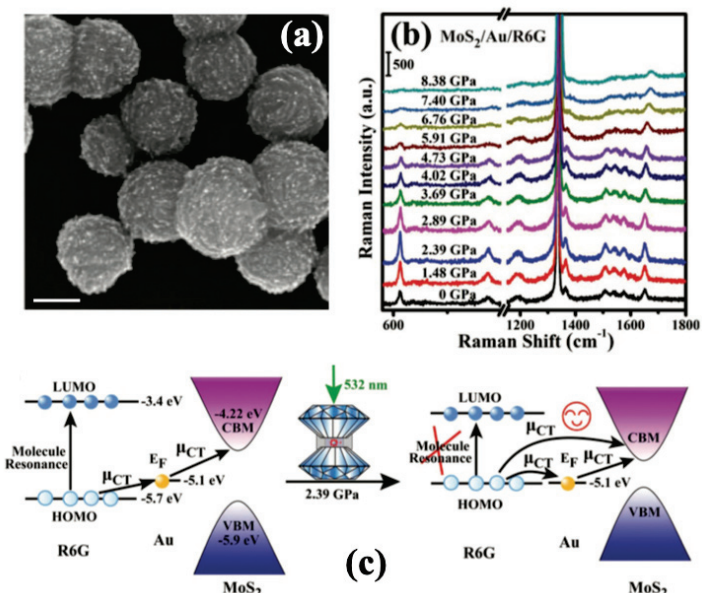 (a)
(b)
MoS2/Au/R6G
500
8.38 GPa
7.40 GPa
6.76 GPa
5.91 GPa
4.73 GPa
4.02 GPa
3.69 GPa
2.89 GPa
2.39 GPa
1.48 GPa
0 GPa
Raman Intensity (a.u.)
600 1200 1400 1600 1800
Raman Shift (cm-1)
LUMO
-3.4 eV
Molecule
Resonance
μCT
EF
-5.1 eV
μCT
-5.7 eV
HOMO
R6G
Au
-4.22 eV
CBM
VBM
-5.9 eV
MoS2
532 nm
2.39 GPa
(c)
LUMO
Molecule
Resonance
μCT
μCT
EF
μCT
-5.1 eV
HOMO
R6G
Au
CBM
VBM
MoS2